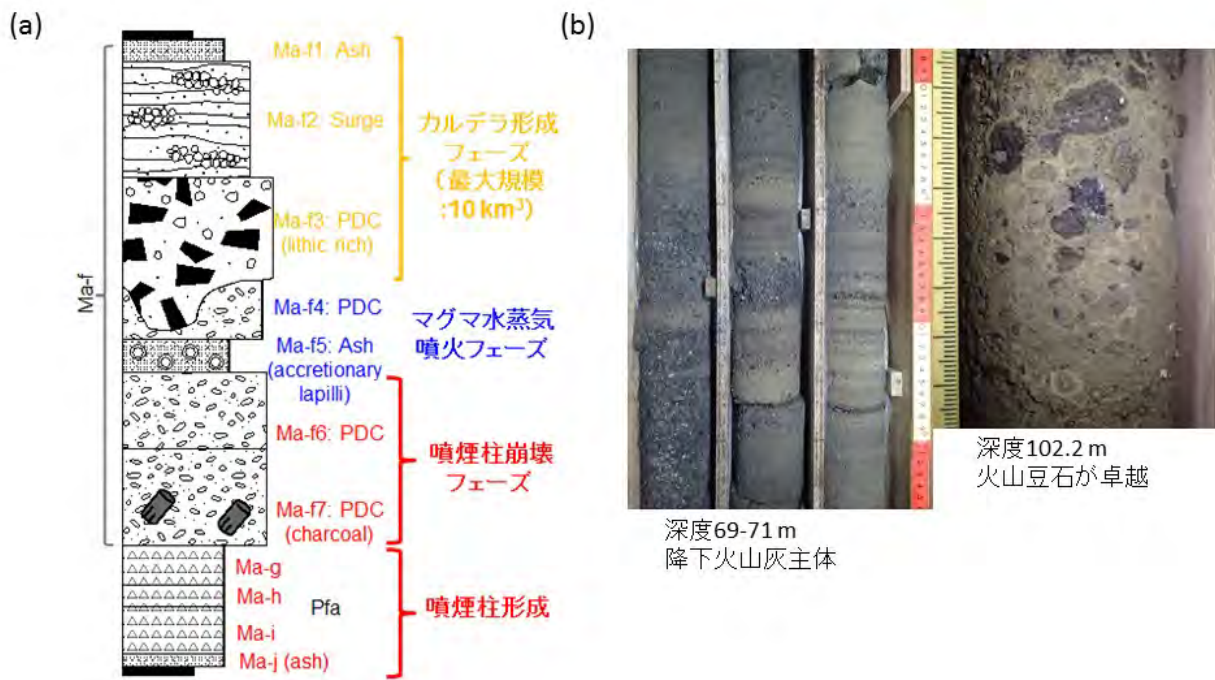 (a)
Ma-f
Ma-f1: Ash
Ma-f2: Surge
Ma-f3: PDC
(lithic rich)
カルデラ形成
フェーズ
(最大規模
:10 km³)
Ma-f4: PDC
Ma-f5: Ash
(accretionary
lapilli)
マグマ水蒸気
噴火フェーズ
Ma-f6: PDC
Ma-f7: PDC
(charcoal)
噴煙柱崩壊
フェーズ
Ma-g
Ma-h
Pfa
Ma-i
Ma-j (ash)
噴煙柱形成
(b)
深度69-71 m
降下火山灰主体
深度102.2 m
火山豆石が卓越